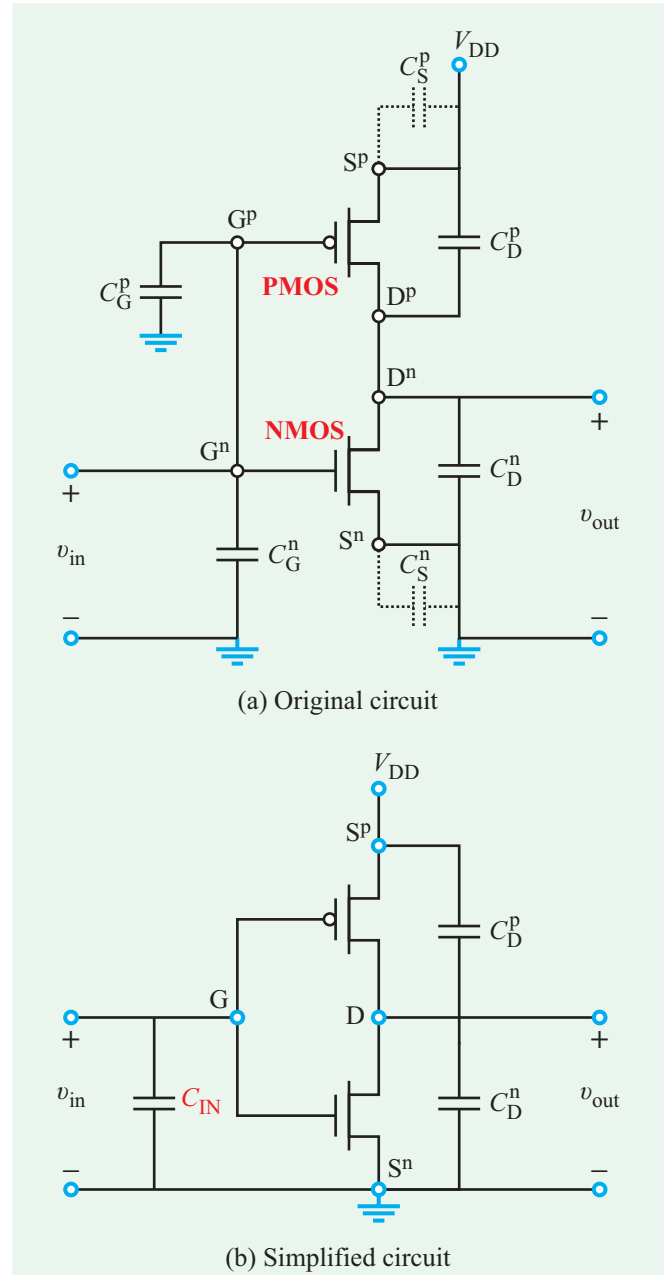 V_DD
C_S^p
S^p
G^p
C_D^p
C_G^p
PMOS
D^p
D^n
NMOS
G^n
+
+
C_D^n
S^n
C_S^n
v_in
C_G^n
v_out
−
−
(a) Original circuit
V_DD
S^p
C_D^p
G
D
+
+
v_in
C_IN
C_D^n
v_out
S^n
−
−
(b) Simplified circuit